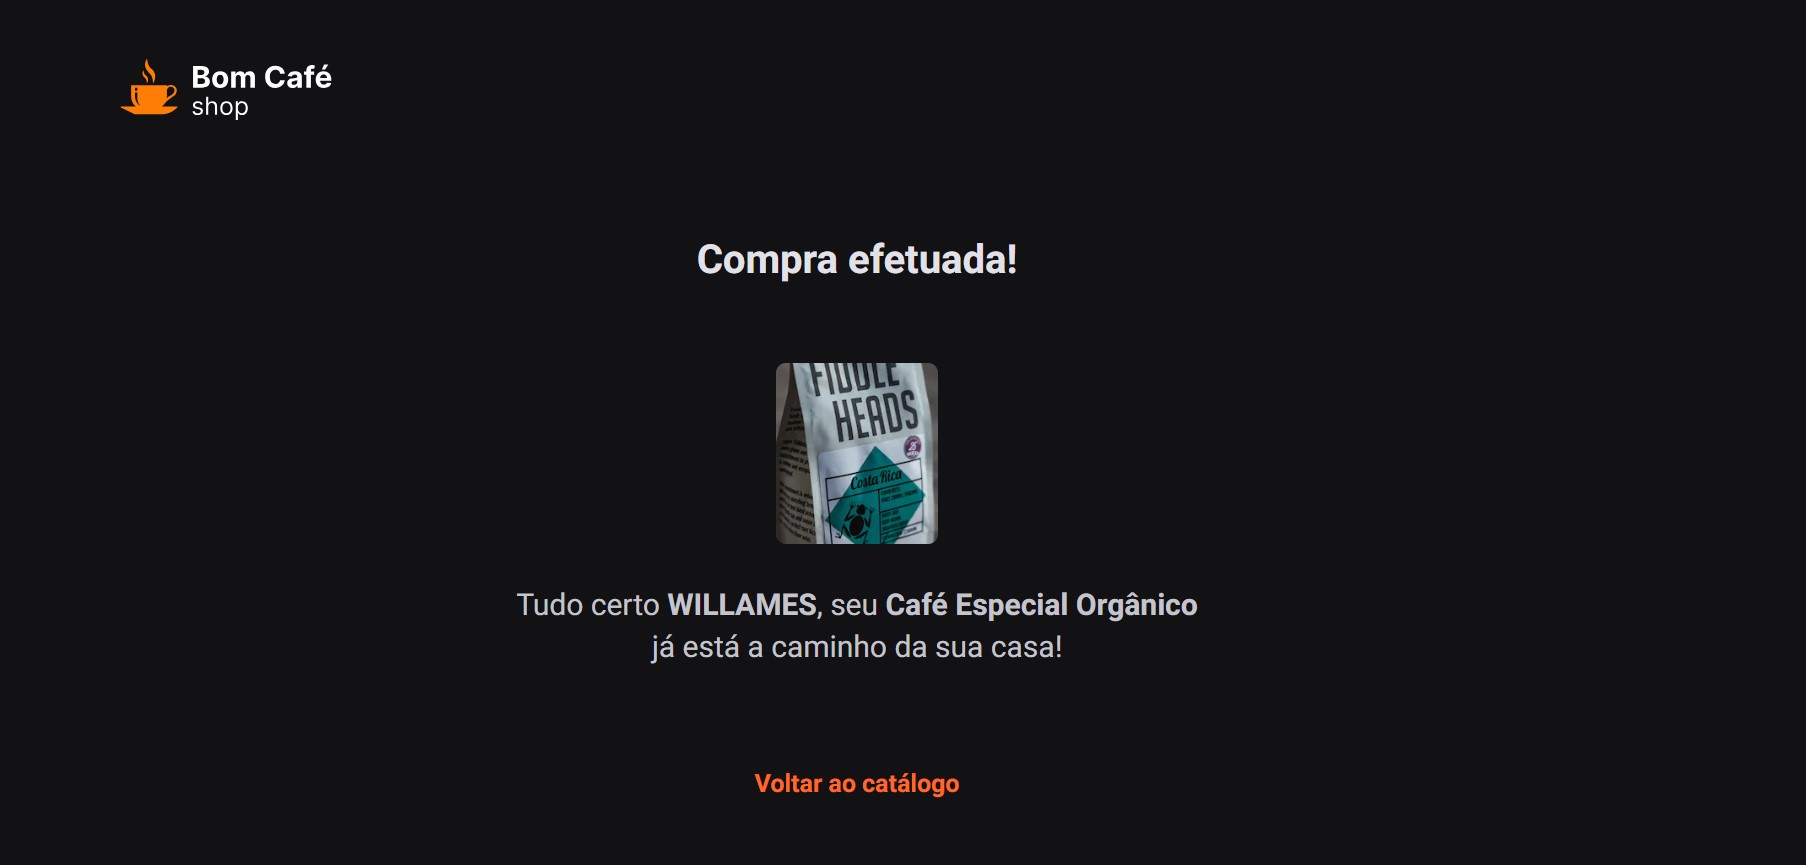 Bom Café
shop
Compra efetuada!
FIDDLE
HEADS
Costa Rica
Tudo certo WILLAMES, seu Café Especial Orgânico
já está a caminho da sua casa!
Voltar ao catálogo